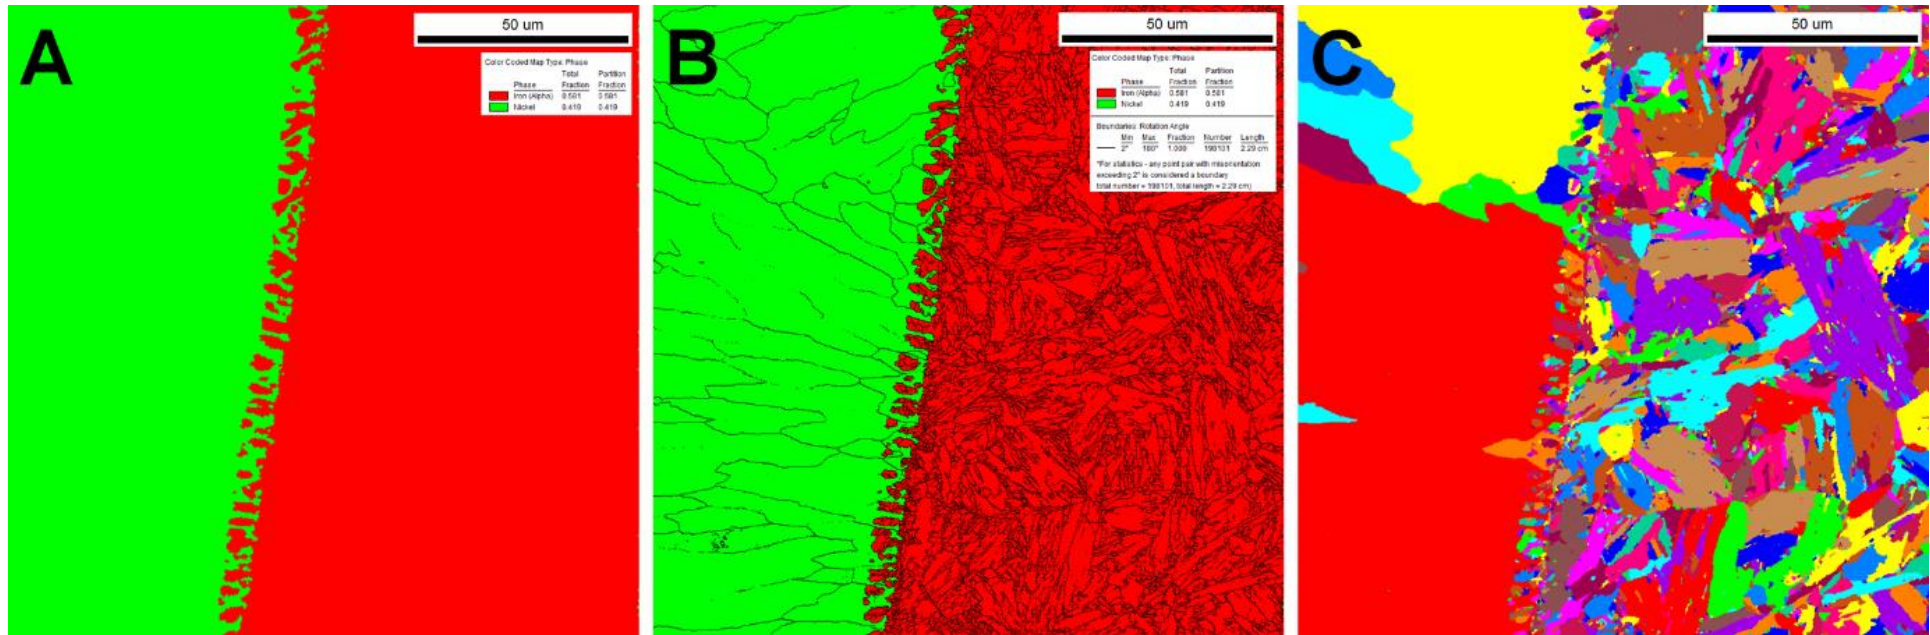 A
50 um
Color Coded Map Type: Phase
Total Partition
Phase Fraction Fraction
Iron (Alpha) 0.581 0.581
Nickel 0.419 0.419
B
50 um
Color Coded Map Type: Phase
Total Partition
Phase Fraction Fraction
Iron (Alpha) 0.581 0.581
Nickel 0.419 0.419
Boundaries: Rotation Angle
Min Max Fraction Number Length
2° 180° 1.000 198101 2.29 cm
*For statistics - any point pair with misorientation
exceeding 2° is considered a boundary
total number = 198101, total length = 2.29 cm)
C
50 um